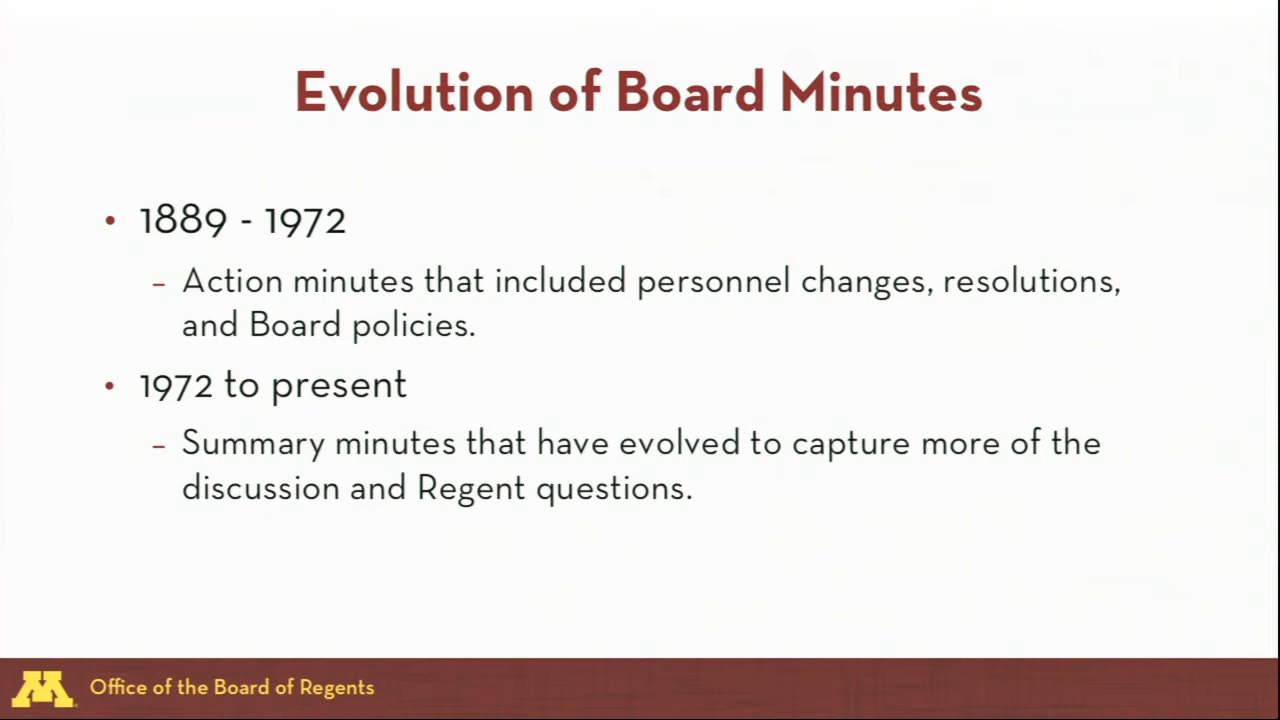 Evolution of Board Minutes
• 1889 - 1972
– Action minutes that included personnel changes, resolutions,
and Board policies.
• 1972 to present
– Summary minutes that have evolved to capture more of the
discussion and Regent questions.
M Office of the Board of Regents